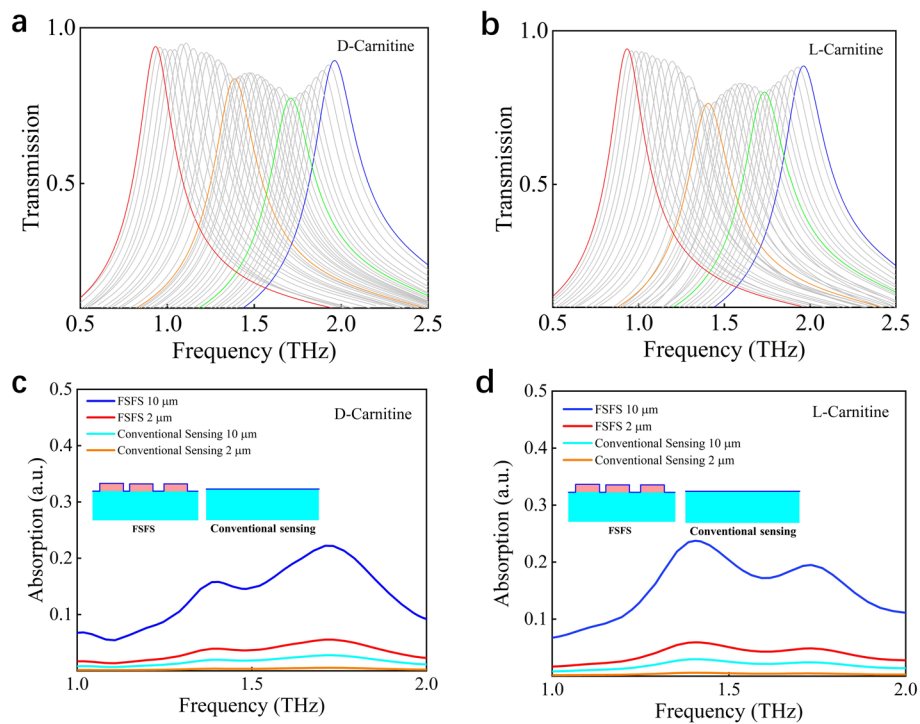 a
D-Carnitine
1.0
0.5
Transmission
0.5
1.0
1.5
2.0
2.5
Frequency (THz)
b
L-Carnitine
1.0
0.5
Transmission
0.5
1.0
1.5
2.0
2.5
Frequency (THz)
c
D-Carnitine
0.5
0.4
0.3
0.2
0.1
Absorption (a.u.)
FSFS 10 μm
FSFS 2 μm
Conventional Sensing 10 μm
Conventional Sensing 2 μm
FSFS
Conventional sensing
1.0
1.5
2.0
Frequency (THz)
d
L-Carnitine
0.5
0.4
0.3
0.2
0.1
Absorption (a.u.)
FSFS 10 μm
FSFS 2 μm
Conventional Sensing 10 μm
Conventional Sensing 2 μm
FSFS
Conventional sensing
1.0
1.5
2.0
Frequency (THz)